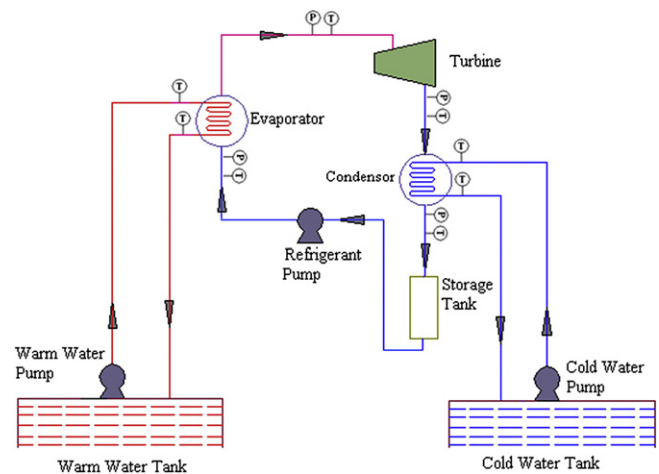 P T
Turbine
T
T
Evaporator
P
T
P
T
T
T
Condensor
P
T
Refrigerant
Pump
Storage
Tank
Warm Water
Pump
Cold Water
Pump
Warm Water Tank
Cold Water Tank